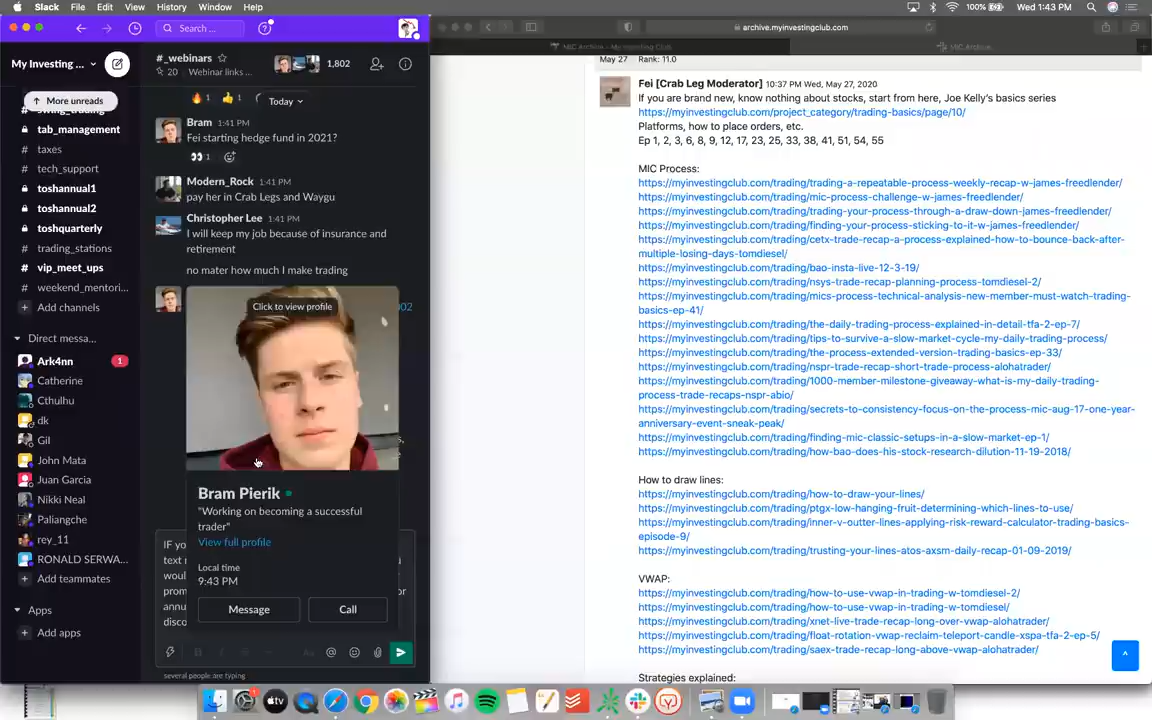 Slack File Edit View History Window Help
100% Wed 1:43 PM
Search ...
archive.myinvestingclub.com
MIC Archive - My Investing Club
MIC Archive
My Investing ...
More unreads
tab_management
# taxes
# tech_support
toshannual1
toshannual2
toshquarterly
# trading_stations
vip_meet_ups
# weekend_mentori...
+ Add channels
Direct messa...
Ark4nn 1
Catherine
Cthulhu
dk
Gil
John Mata
Juan Garcia
Nikki Neal
Paliangche
rey_11
RONALD SERWA...
+ Add teammates
Apps
+ Add apps
#_webinars
20 Webinar links ...
1,802
1 1
Today
Bram 1:41 PM
Fei starting hedge fund in 2021?
1
Modern_Rock 1:41 PM
pay her in Crab Legs and Waygu
Christopher Lee 1:41 PM
I will keep my job because of insurance and
retirement
no mater how much I make trading
Click to view profile
Bram Pierik
"Working on becoming a successful
trader"
View full profile
Local time
9:43 PM
Message Call
several people are typing
May 27 Rank: 11.0
Fei [Crab Leg Moderator] 10:37 PM Wed, May 27, 2020
If you are brand new, know nothing about stocks, start from here, Joe Kelly's basics series
https://myinvestingclub.com/project_category/trading-basics/page/10/
Platforms, how to place orders, etc.
Ep 1, 2, 3, 6, 8, 9, 12, 17, 23, 25, 33, 38, 41, 51, 54, 55
MIC Process:
https://myinvestingclub.com/trading/trading-a-repeatable-process-weekly-recap-w-james-freedlender/
https://myinvestingclub.com/trading/mic-process-challenge-w-james-freedlender/
https://myinvestingclub.com/trading/trading-your-process-through-a-draw-down-james-freedlender/
https://myinvestingclub.com/trading/finding-your-process-sticking-to-it-w-james-freedlender/
https://myinvestingclub.com/trading/cetx-trade-recap-a-process-explained-how-to-bounce-back-after-
multiple-losing-days-tomdiesel/
https://myinvestingclub.com/trading/bao-insta-live-12-3-19/
https://myinvestingclub.com/trading/nsys-trade-recap-planning-process-tomdiesel-2/
https://myinvestingclub.com/trading/mics-process-technical-analysis-new-member-must-watch-trading-
basics-ep-41/
https://myinvestingclub.com/trading/the-daily-trading-process-explained-in-detail-tfa-2-ep-7/
https://myinvestingclub.com/trading/tips-to-survive-a-slow-market-cycle-my-daily-trading-process/
https://myinvestingclub.com/trading/the-process-extended-version-trading-basics-ep-33/
https://myinvestingclub.com/trading/nspr-trade-recap-short-trade-process-alohatrader/
https://myinvestingclub.com/trading/1000-member-milestone-giveaway-what-is-my-daily-trading-
process-trade-recaps-nspr-abio/
https://myinvestingclub.com/trading/secrets-to-consistency-focus-on-the-process-mic-aug-17-one-year-
anniversary-event-sneak-peak/
https://myinvestingclub.com/trading/finding-mic-classic-setups-in-a-slow-market-ep-1/
https://myinvestingclub.com/trading/how-bao-does-his-stock-research-dilution-11-19-2018/
How to draw lines:
https://myinvestingclub.com/trading/how-to-draw-your-lines/
https://myinvestingclub.com/trading/ptgx-low-hanging-fruit-determining-which-lines-to-use/
https://myinvestingclub.com/trading/inner-v-outter-lines-applying-risk-reward-calculator-trading-basics-
episode-9/
https://myinvestingclub.com/trading/trusting-your-lines-atos-axsm-daily-recap-01-09-2019/
VWAP:
https://myinvestingclub.com/trading/how-to-use-vwap-in-trading-w-tomdiesel-2/
https://myinvestingclub.com/trading/how-to-use-vwap-in-trading-w-tomdiesel/
https://myinvestingclub.com/trading/xnet-live-trade-recap-long-over-vwap-alohatrader/
https://myinvestingclub.com/trading/float-rotation-vwap-reclaim-teleport-candle-xspa-tfa-2-ep-5/
https://myinvestingclub.com/trading/saex-trade-recap-long-above-vwap-alohatrader/
Strategies explained: